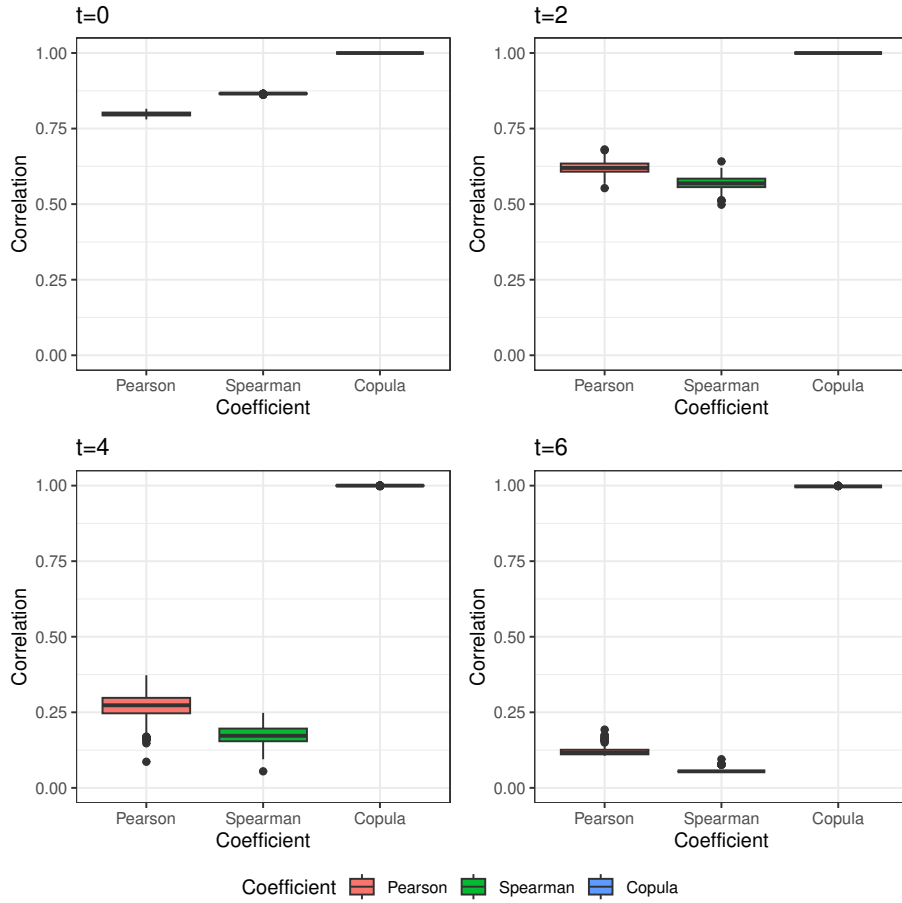 t=0
1.00
0.75
0.50
0.25
0.00
Correlation
Pearson Spearman Copula
Coefficient
t=2
1.00
0.75
0.50
0.25
0.00
Correlation
Pearson Spearman Copula
Coefficient
t=4
1.00
0.75
0.50
0.25
0.00
Correlation
Pearson Spearman Copula
Coefficient
t=6
1.00
0.75
0.50
0.25
0.00
Correlation
Pearson Spearman Copula
Coefficient
Coefficient Pearson Spearman Copula